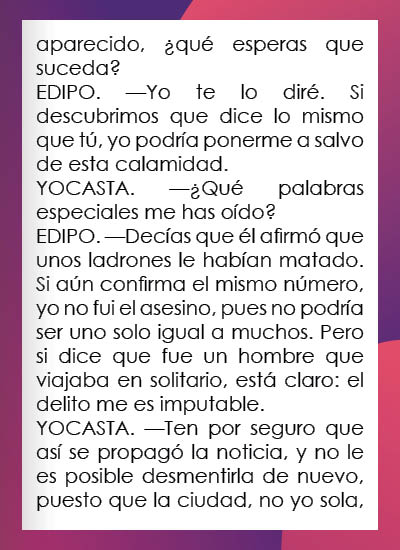 aparecido, ¿qué esperas que
suceda?
EDIPO. —Yo te lo diré. Si
descubrimos que dice lo mismo
que tú, yo podría ponerme a salvo
de esta calamidad.
YOCASTA. —¿Qué palabras
especiales me has oído?
EDIPO. —Decías que él afirmó que
unos ladrones le habían matado.
Si aún confirma el mismo número,
yo no fui el asesino, pues no podría
ser uno solo igual a muchos. Pero
si dice que fue un hombre que
viajaba en solitario, está claro: el
delito me es imputable.
YOCASTA. —Ten por seguro que
así se propagó la noticia, y no le
es posible desmentirla de nuevo,
puesto que la ciudad, no yo sola,